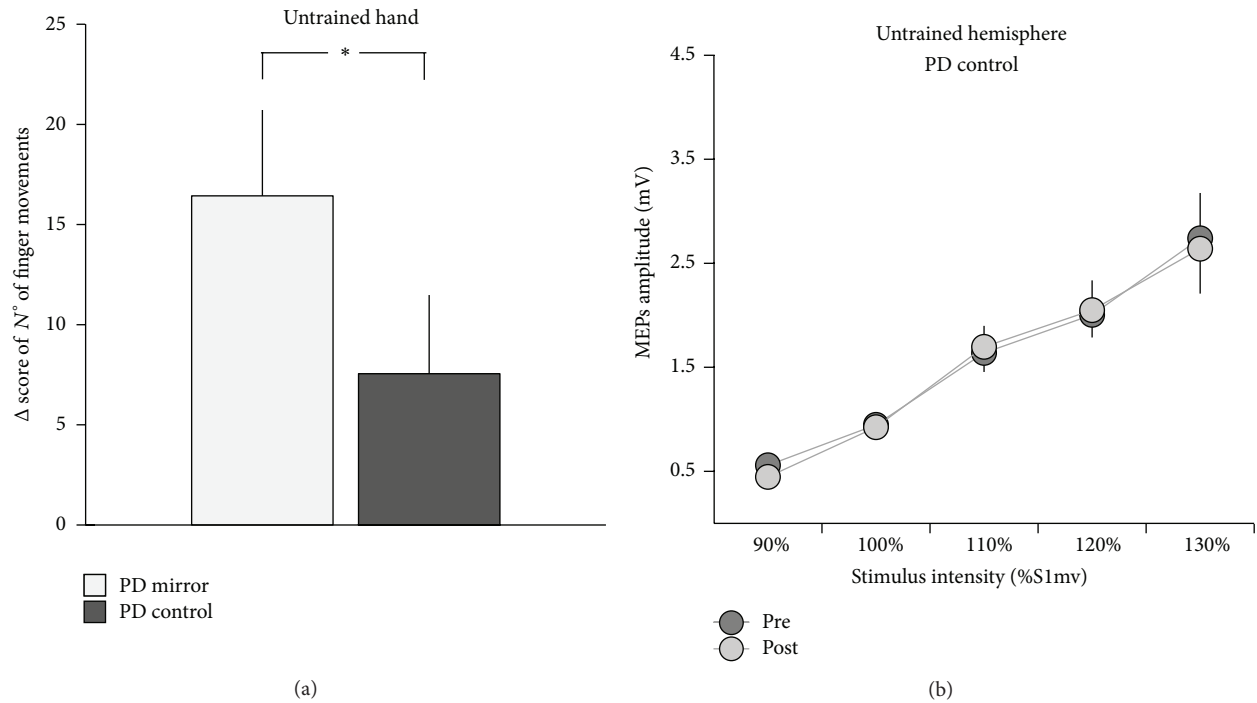 Untrained hand
*
25
20
15
10
5
0
Δ score of N° of finger movements
PD mirror
PD control
(a)
Untrained hemisphere
PD control
4.5
3.5
2.5
1.5
0.5
MEPs amplitude (mV)
90% 100% 110% 120% 130%
Stimulus intensity (%S1mv)
Pre
Post
(b)